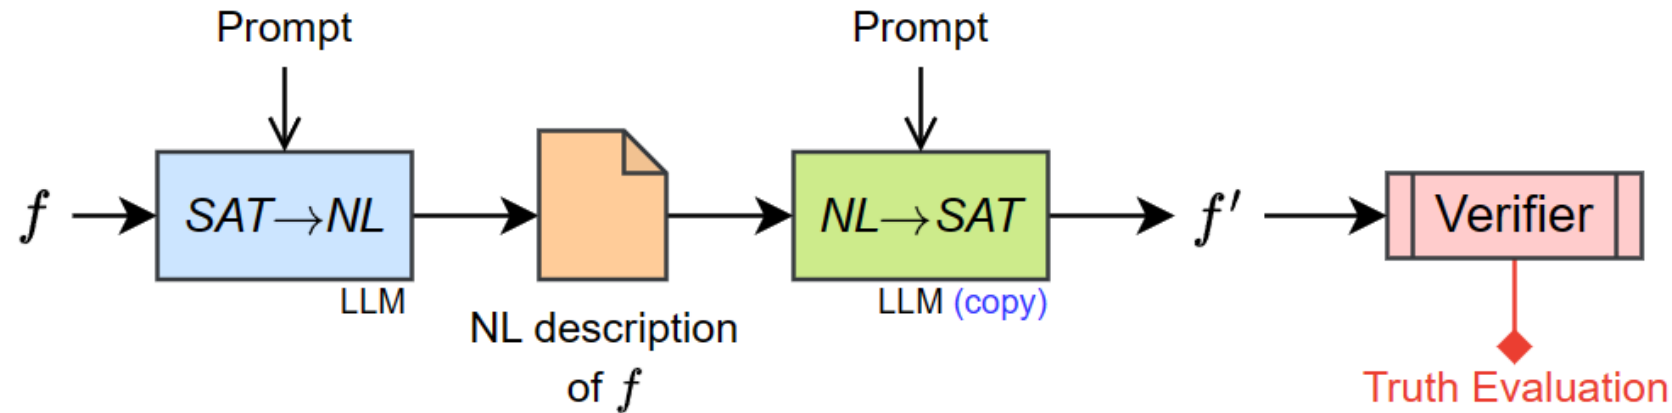 Prompt
Prompt
f
SAT→NL
NL→SAT
f′
Verifier
LLM
LLM (copy)
NL description
of f
Truth Evaluation